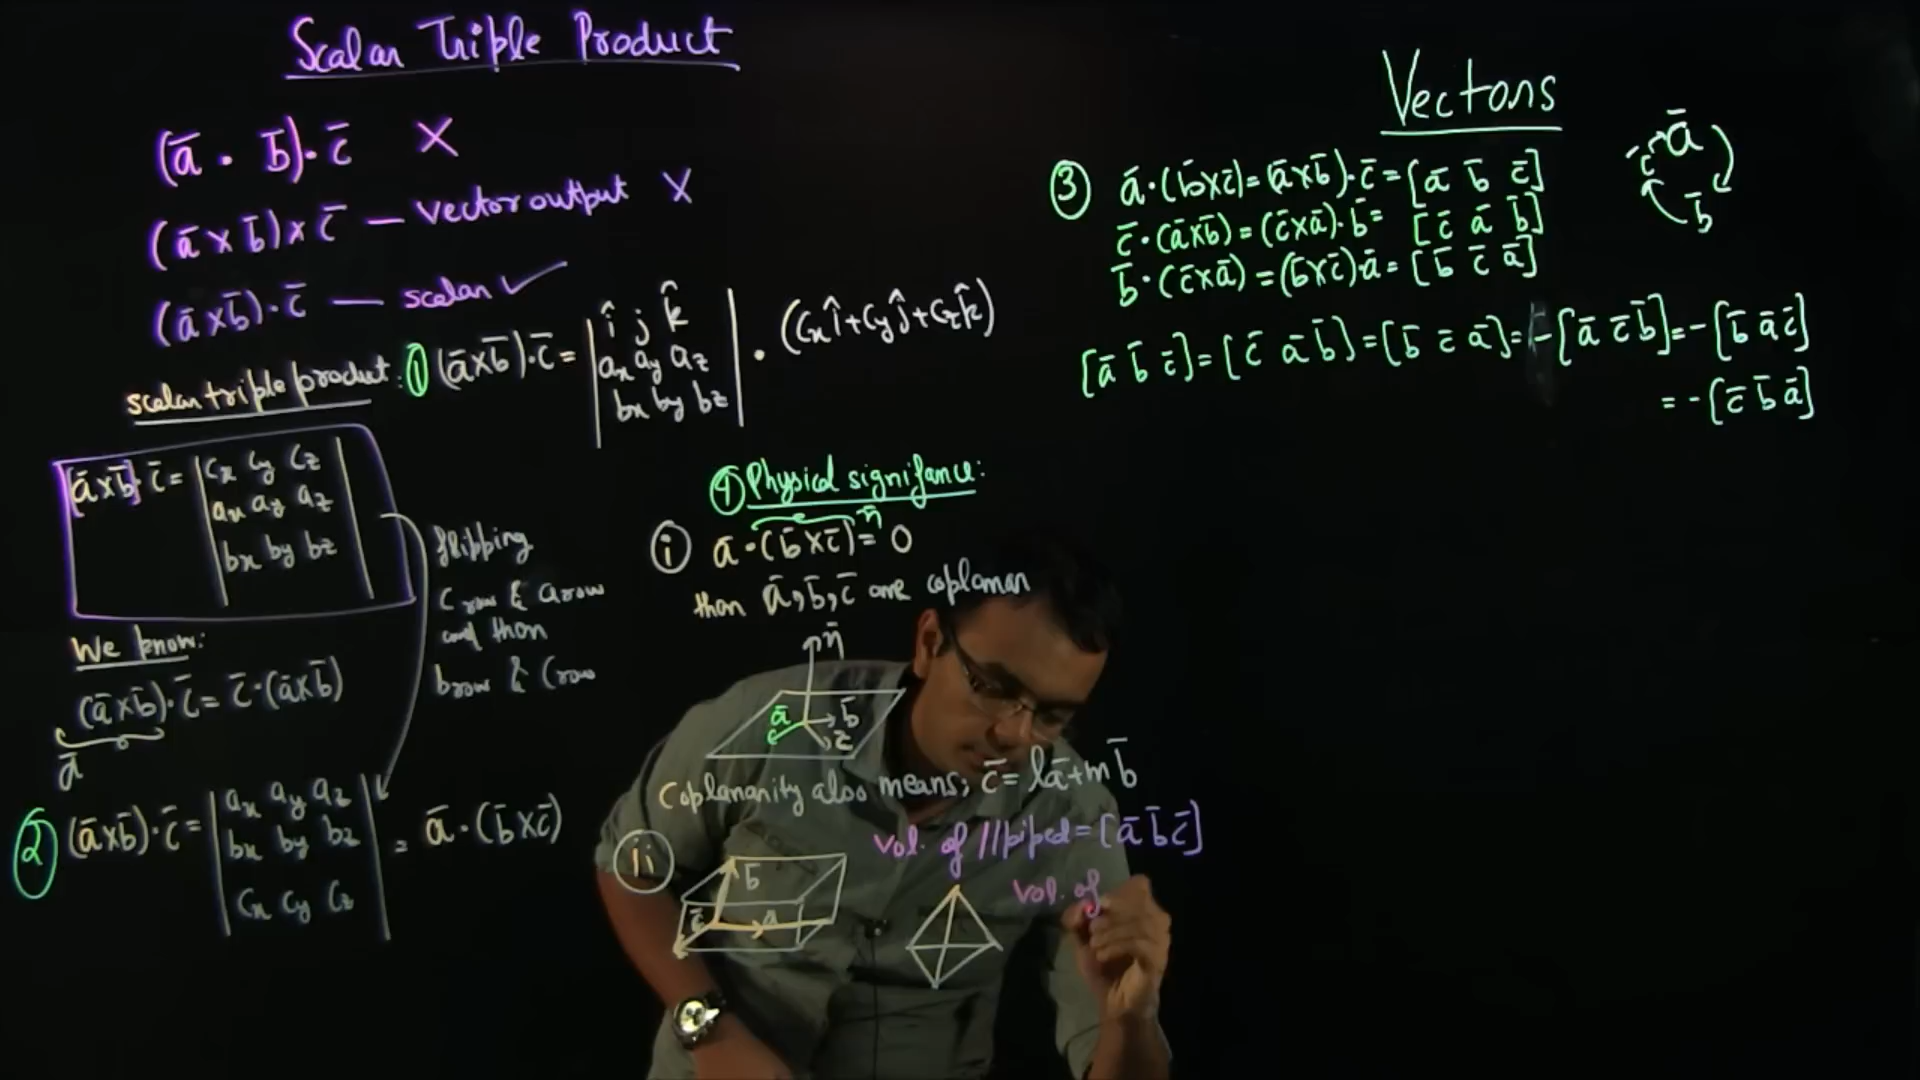 Scalar Triple Product
(a̅ · b̅)·c̅ X
(a̅ × b̅) × c̅ — Vector output X
(a̅×b̅)·c̅ — scalar ✓
scalar triple product: ① (a̅×b̅)·c̅ = | î ĵ k̂ | · (Cxî+Cyĵ+Czk̂)
ax ay az
bx by bz
[a̅×b̅]·c̅ = | Cx Cy Cz |
ax ay az
bx by bz
flipping
C row & a row
and then
b row & C row
We know:
(a̅×b̅)·c̅ = c̅·(a̅×b̅)
d̅
② (a̅×b̅)·c̅ = | ax ay az | = a̅·(b̅×c̅)
bx by bz
Cx Cy Cz
④ Physical signifance:
n̅
i a̅·(b̅×c̅) = 0
then a̅, b̅, c̅ are coplanar
n̅
a̅ b̅
c̅
Coplanarity also means; c̅ = la̅+mb̅
ii
b̅
c̅ a
Vol. of //piped = [a̅ b̅ c̅]
Vol. of
Vectors
③ a̅·(b̅×c̅) = (a̅×b̅)·c̅ = [a̅ b̅ c̅]
c̅·(a̅×b̅) = (c̅×a̅)·b̅ = [c̅ a̅ b̅]
b̅·(c̅×a̅) = (b̅×c̅)·a̅ = [b̅ c̅ a̅]
a̅
c̅
b̅
[a̅ b̅ c̅] = [c̅ a̅ b̅] = [b̅ c̅ a̅] = -[a̅ c̅ b̅] = -[b̅ a̅ c̅]
= -[c̅ b̅ a̅]